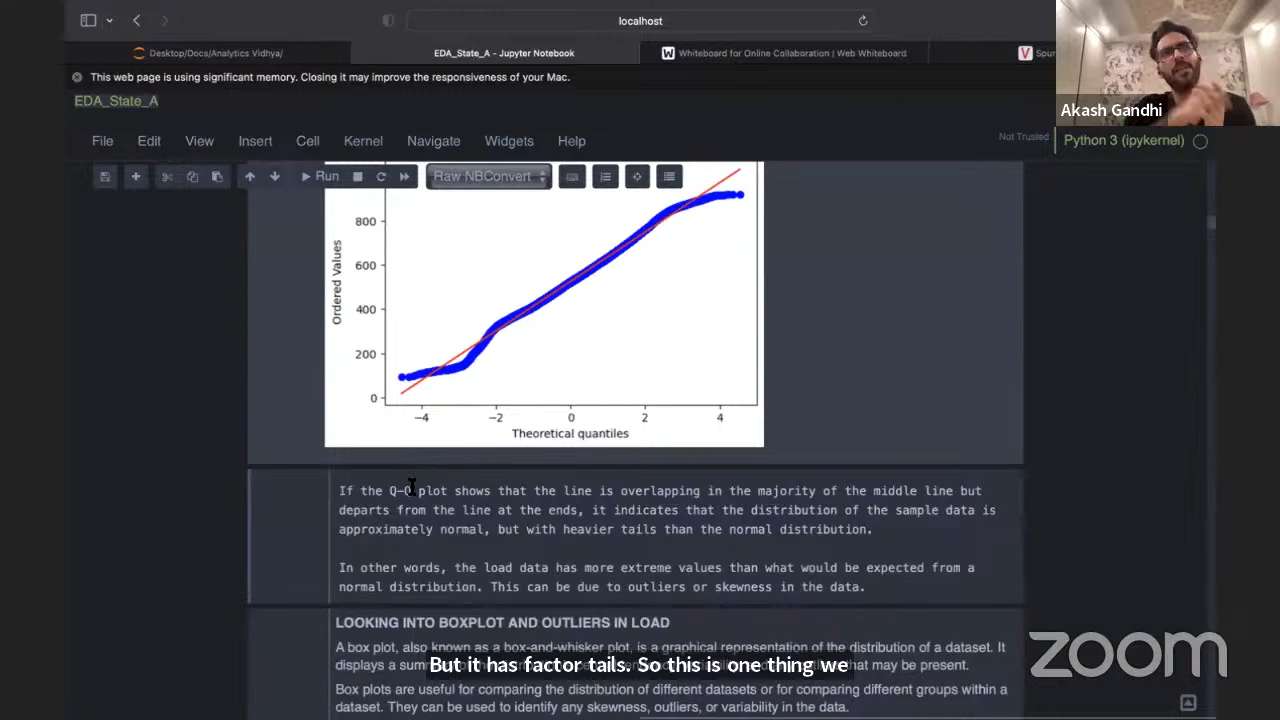 localhost
Desktop/Docs/Analytics Vidhya/
EDA_State_A - Jupyter Notebook
Whiteboard for Online Collaboration | Web Whiteboard
Spur
This web page is using significant memory. Closing it may improve the responsiveness of your Mac.
Akash Gandhi
EDA_State_A
File Edit View Insert Cell Kernel Navigate Widgets Help
Not Trusted
Python 3 (ipykernel)
Run
Raw NBConvert
800
600
400
200
0
Ordered Values
−4 −2 0 2 4
Theoretical quantiles
If the Q-Q plot shows that the line is overlapping in the majority of the middle line but
departs from the line at the ends, it indicates that the distribution of the sample data is
approximately normal, but with heavier tails than the normal distribution.
In other words, the load data has more extreme values than what would be expected from a
normal distribution. This can be due to outliers or skewness in the data.
LOOKING INTO BOXPLOT AND OUTLIERS IN LOAD
A box plot, also known as a box-and-whisker plot, is a graphical representation of the distribution of a dataset. It
displays a summ that may be present.
But it has factor tails. So this is one thing we
Box plots are useful for comparing the distribution of different datasets or for comparing different groups within a
dataset. They can be used to identify any skewness, outliers, or variability in the data.
zoom